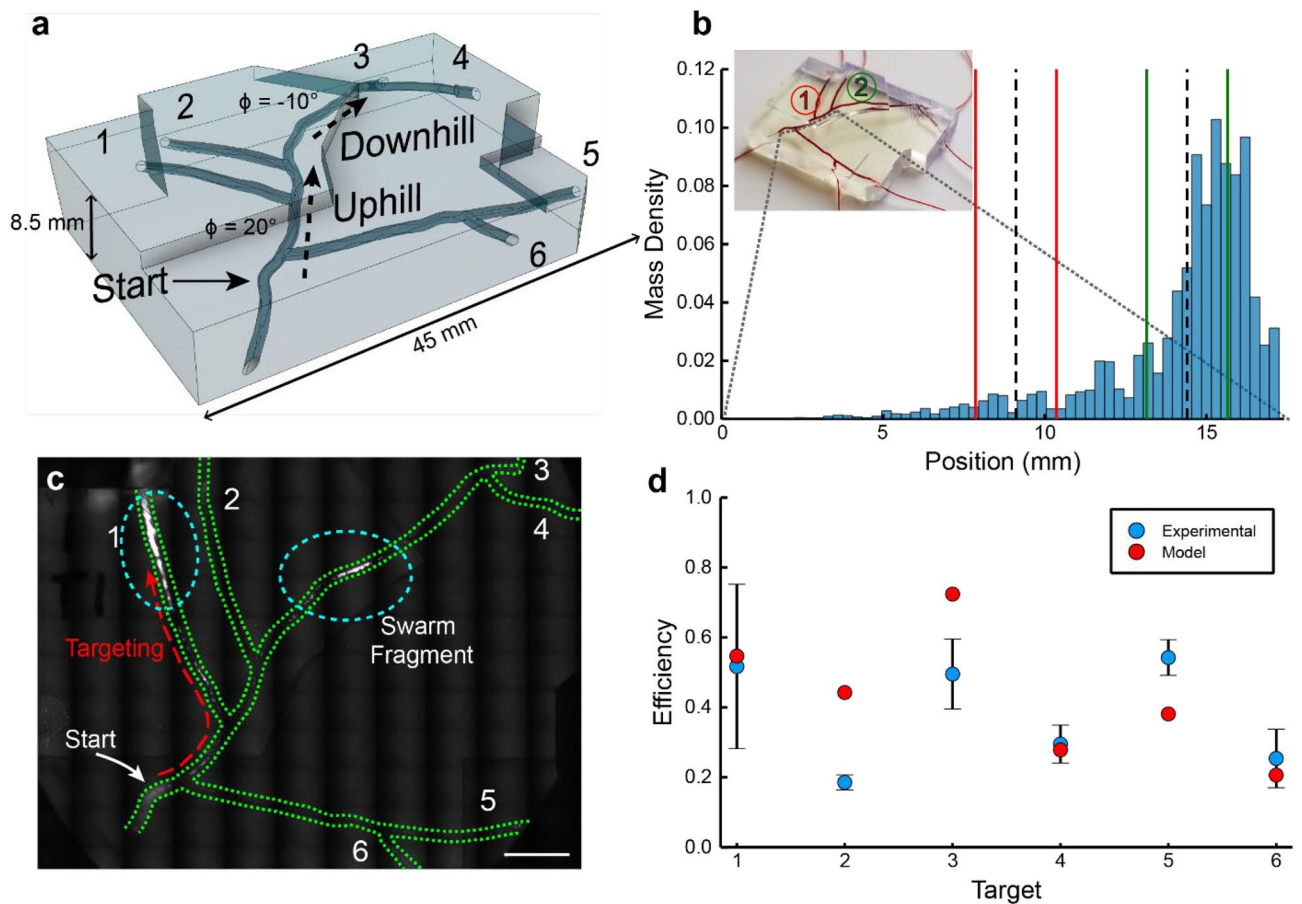 a
3
4
ϕ = -10°
2
1
Downhill
5
8.5 mm
Uphill
ϕ = 20°
6
Start
45 mm
b
0.12
0.10
0.08
0.06
0.04
0.02
0.00
Mass Density
1
2
0
5
10
15
Position (mm)
c
3
2
4
1
Targeting
Swarm
Fragment
Start
5
6
d
1.0
0.8
0.6
0.4
0.2
0.0
Efficiency
Experimental
Model
1
2
3
4
5
6
Target